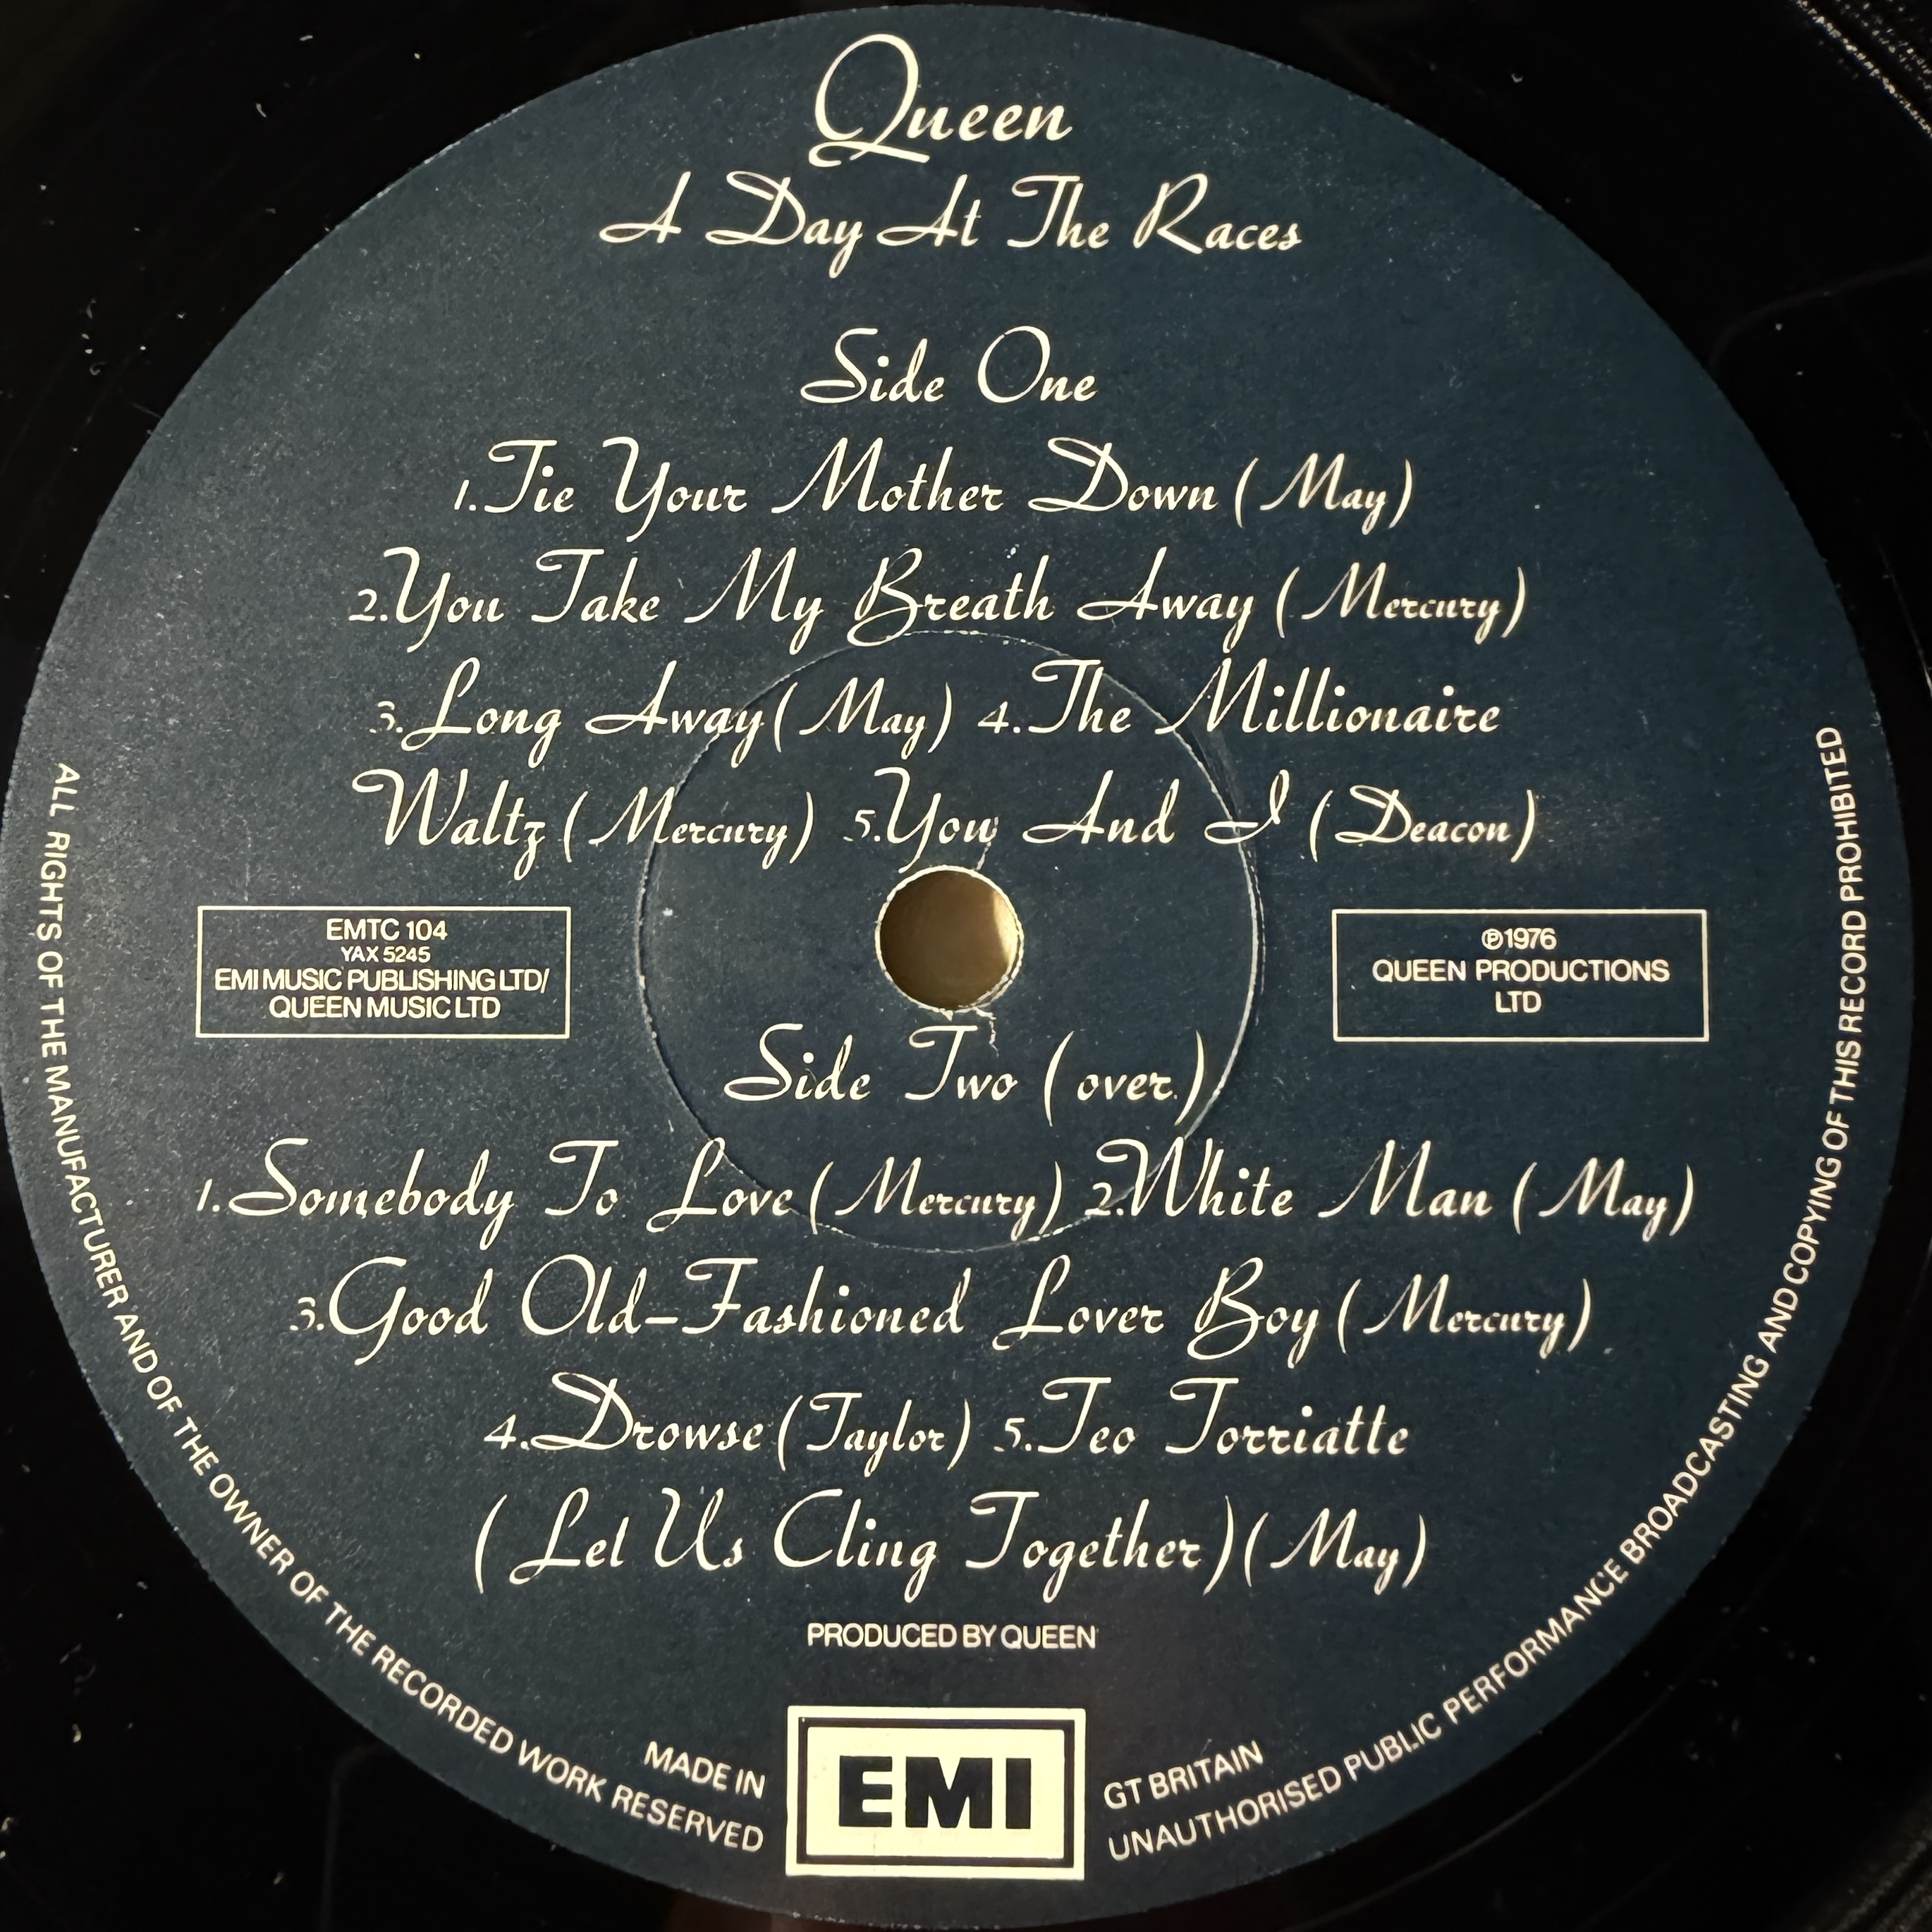 Queen
A Day At The Races
Side One
1.Tie Your Mother Down (May)
2.You Take My Breath Away (Mercury)
3.Long Away (May) 4.The Millionaire
Waltz (Mercury) 5.You And I (Deacon)
EMTC 104
YAX 5245
EMI MUSIC PUBLISHING LTD/
QUEEN MUSIC LTD
℗1976
QUEEN PRODUCTIONS
LTD
Side Two (over)
1.Somebody To Love (Mercury) 2.White Man (May)
3.Good Old-Fashioned Lover Boy (Mercury)
4.Drowse (Taylor) 5.Teo Torriatte
(Let Us Cling Together) (May)
PRODUCED BY QUEEN
MADE IN
EMI
GT BRITAIN
ALL RIGHTS OF THE MANUFACTURER AND OF THE OWNER OF THE RECORDED WORK RESERVED
UNAUTHORISED PUBLIC PERFORMANCE BROADCASTING AND COPYING OF THIS RECORD PROHIBITED